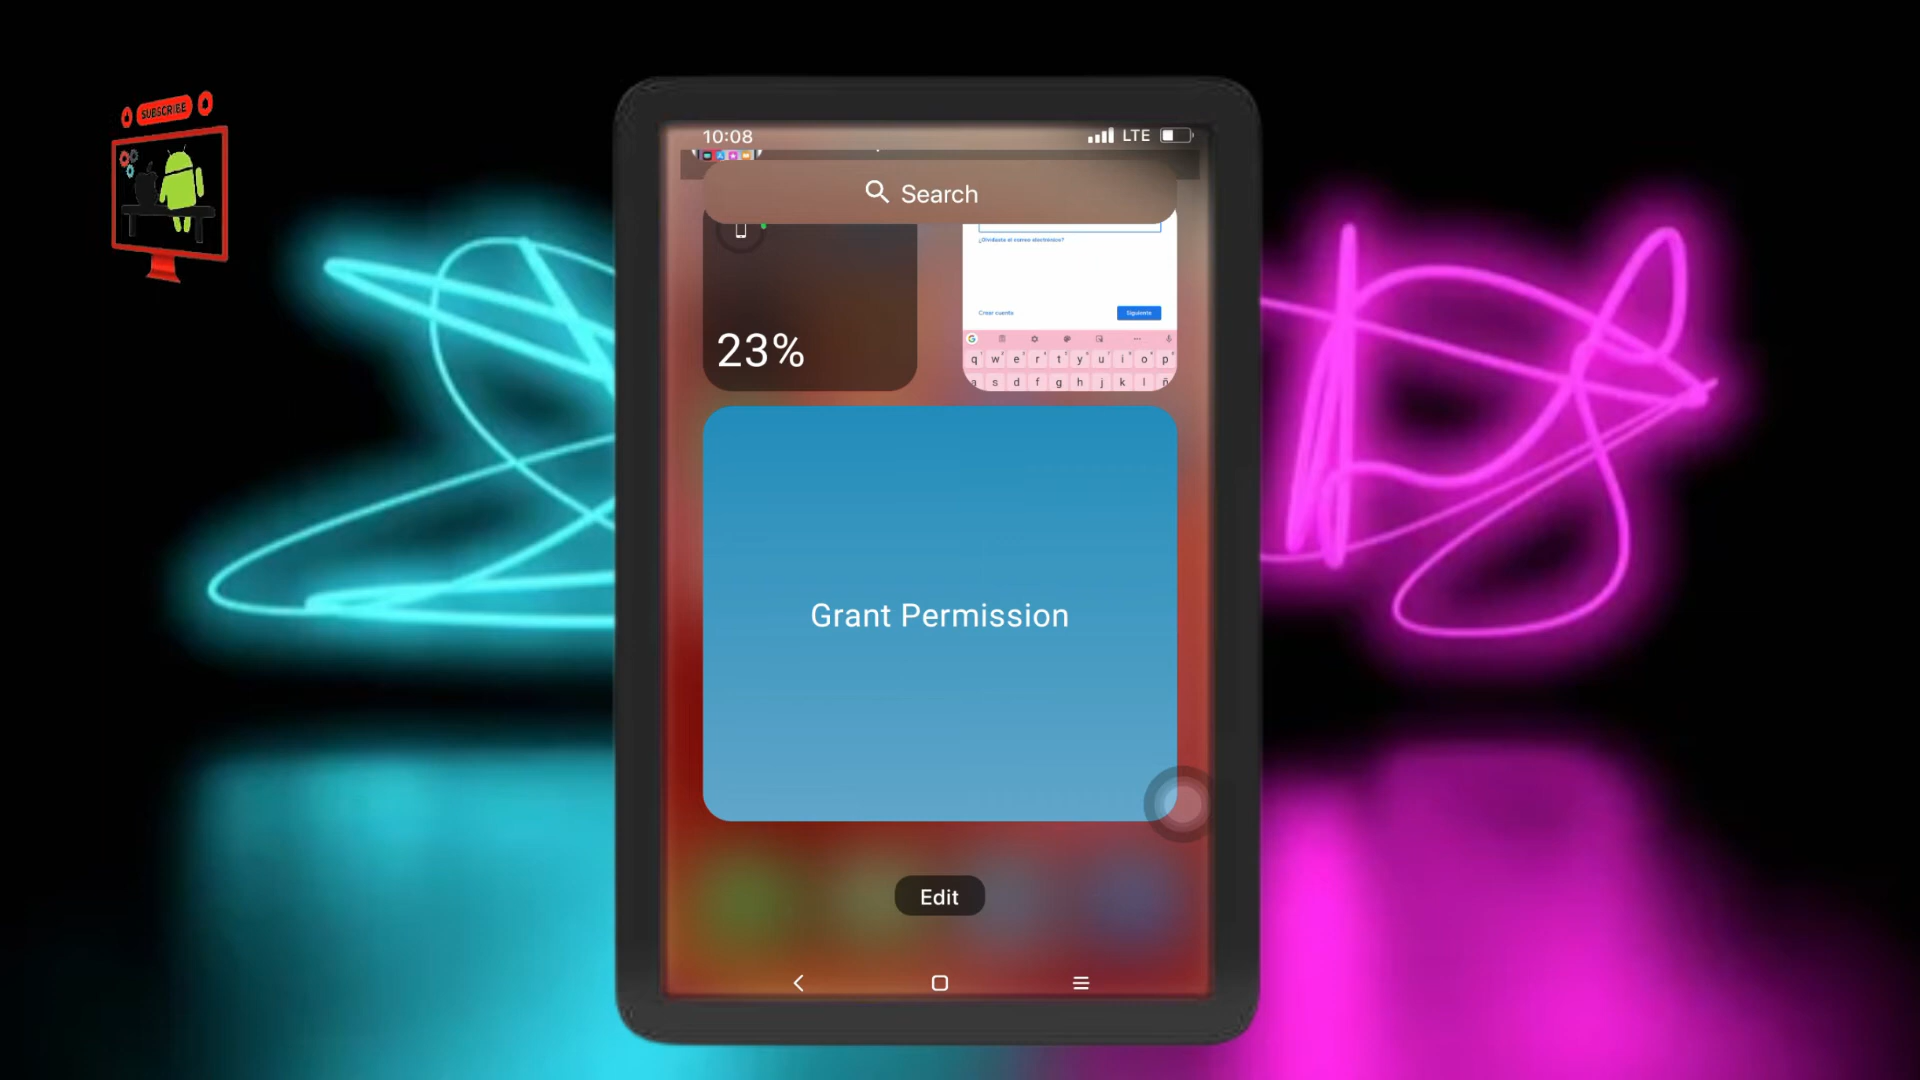 SUBSCRIBE
10:08
LTE
Search
¿Olvidaste el correo electrónico?
23%
Crear cuenta
Siguiente
q w e r t y u i o p
a s d f g h j k l ñ
Grant Permission
Edit